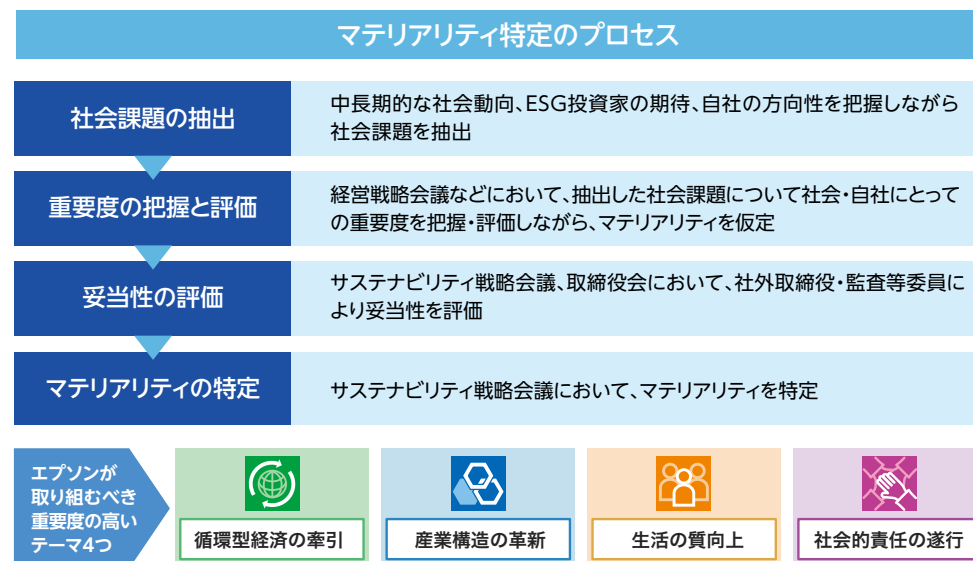 マテリアリティ特定のプロセス
社会課題の抽出
中長期的な社会動向、ESG投資家の期待、自社の方向性を把握しながら
社会課題を抽出
重要度の把握と評価
経営戦略会議などにおいて、抽出した社会課題について社会・自社にとって
の重要度を把握・評価しながら、マテリアリティを仮定
妥当性の評価
サステナビリティ戦略会議、取締役会において、社外取締役・監査等委員に
より妥当性を評価
マテリアリティの特定
サステナビリティ戦略会議において、マテリアリティを特定
エプソンが
取り組むべき
重要度の高い
テーマ4つ
循環型経済の牽引
産業構造の革新
生活の質向上
社会的責任の遂行